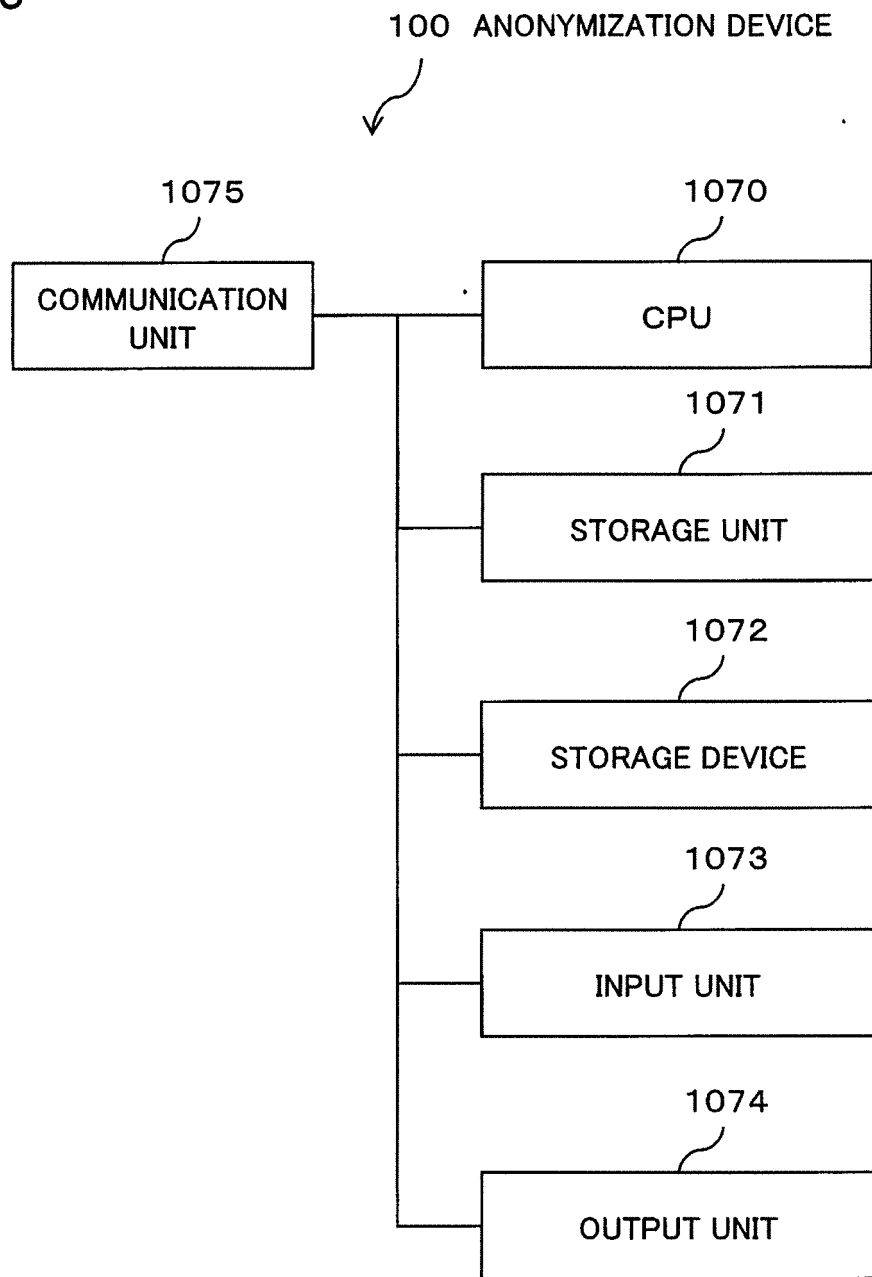 100 ANONYMIZATION DEVICE
1075
1070
COMMUNICATION
UNIT
CPU
1071
STORAGE UNIT
1072
STORAGE DEVICE
1073
INPUT UNIT
1074
OUTPUT UNIT